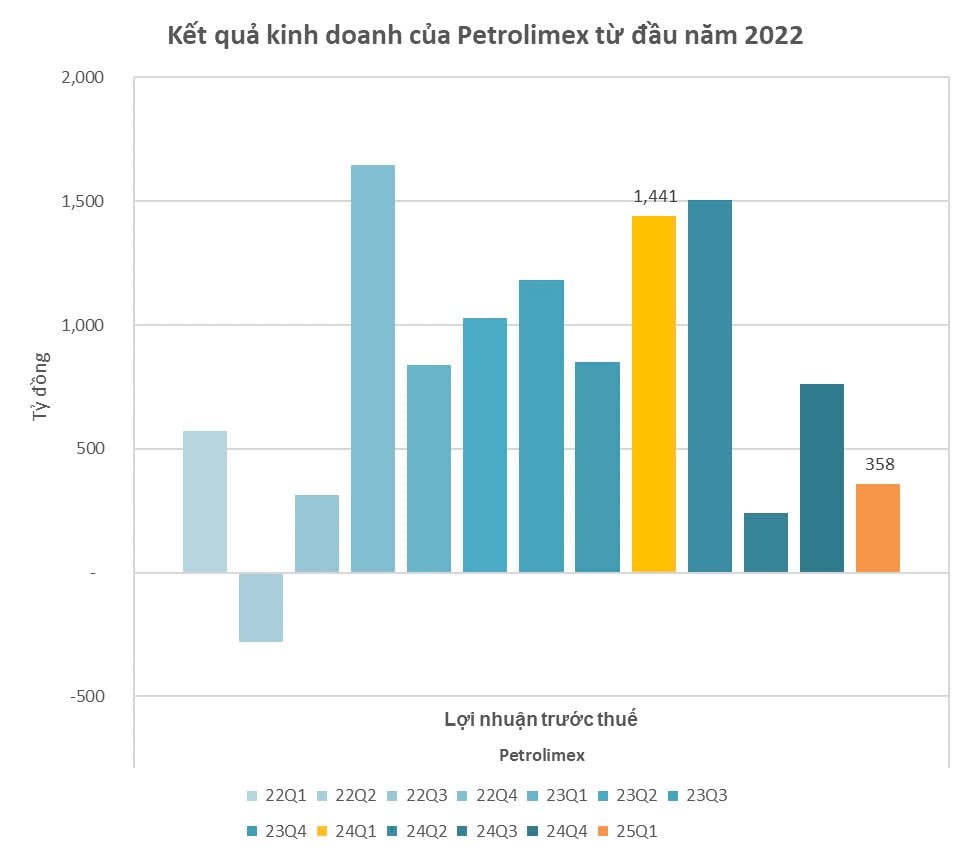 Kết quả kinh doanh của Petrolimex từ đầu năm 2022
2,000
1,500
1,000
500
-
-500
Tỷ đồng
1,441
358
Lợi nhuận trước thuế
Petrolimex
22Q1 22Q2 22Q3 22Q4 23Q1 23Q2 23Q3
23Q4 24Q1 24Q2 24Q3 24Q4 25Q1